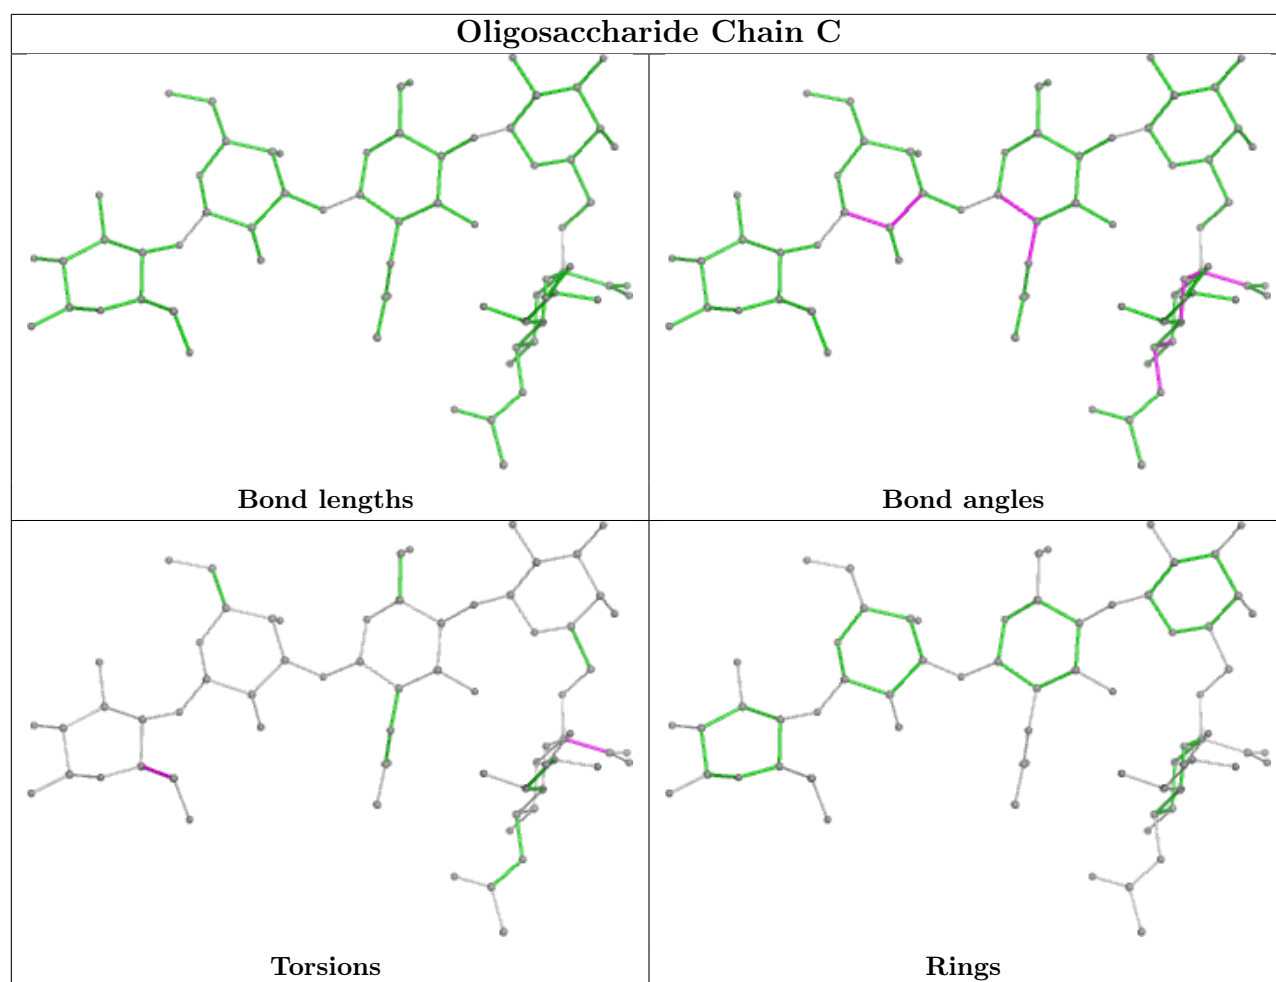 Oligosaccharide Chain C
Bond lengths
Bond angles
Torsions
Rings